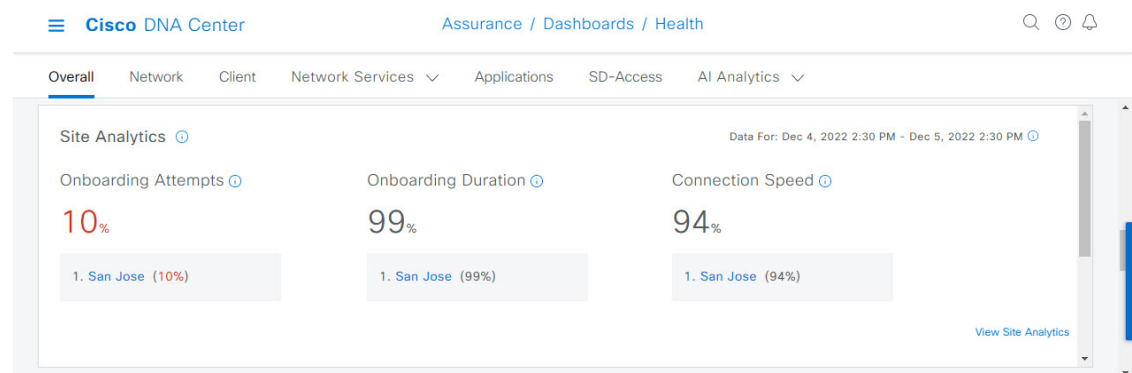 Cisco DNA Center
Assurance / Dashboards / Health
Overall Network Client Network Services Applications SD-Access AI Analytics
Site Analytics
Data For: Dec 4, 2022 2:30 PM - Dec 5, 2022 2:30 PM
Onboarding Attempts Onboarding Duration Connection Speed
10% 99% 94%
1. San Jose (10%) 1. San Jose (99%) 1. San Jose (94%)
View Site Analytics